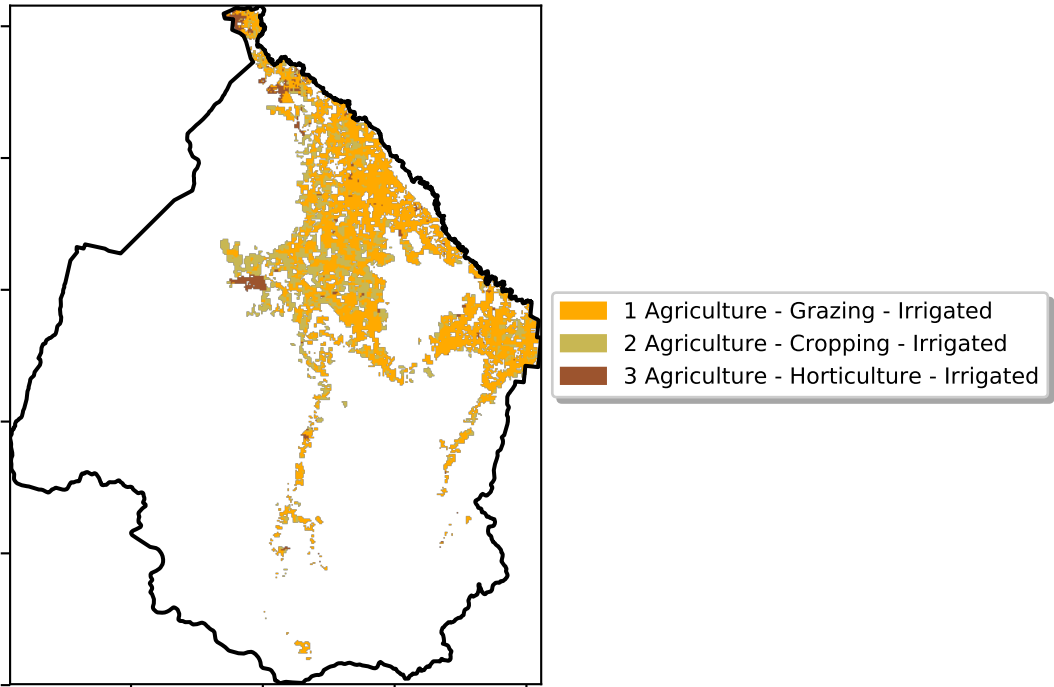 1 Agriculture - Grazing - Irrigated
2 Agriculture - Cropping - Irrigated
3 Agriculture - Horticulture - Irrigated